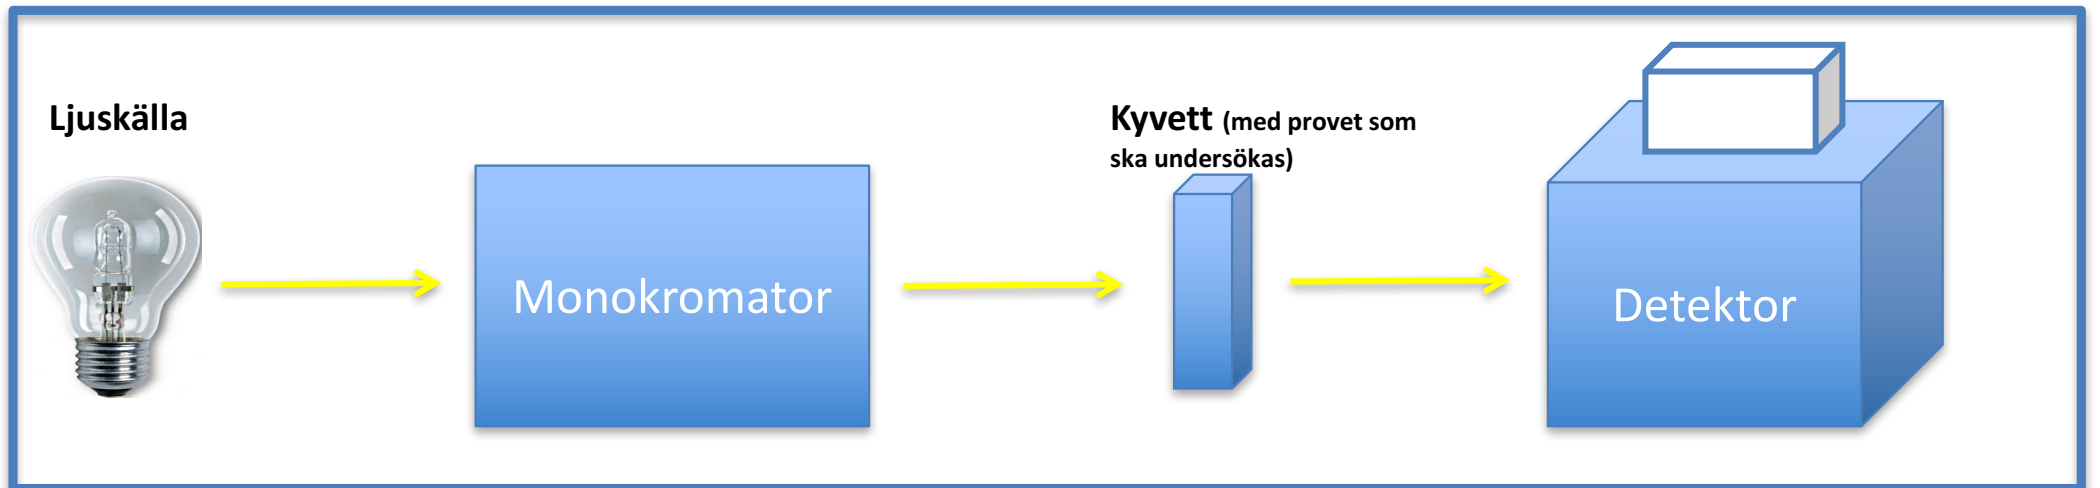 Ljuskälla
Kyvett (med provet som
ska undersökas)
Monokromator
Detektor